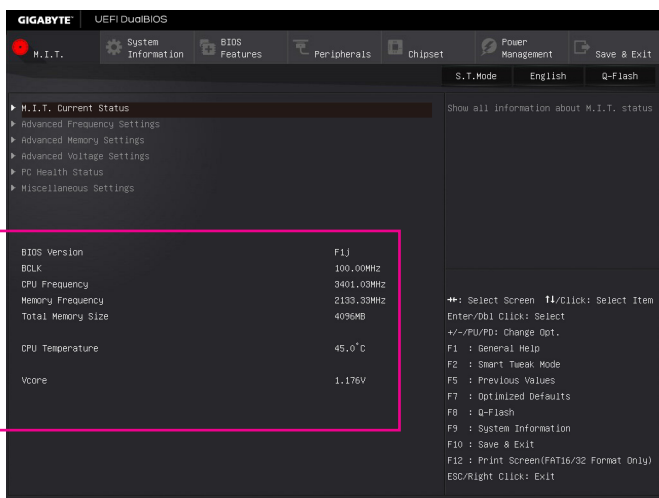 GIGABYTE™ UEFI DualBIOS
M.I.T.
System Information
BIOS Features
Peripherals
Chipset
Power Management
Save & Exit
S.T.Mode English Q-Flash
M.I.T. Current Status
Advanced Frequency Settings
Advanced Memory Settings
Advanced Voltage Settings
PC Health Status
Miscellaneous Settings
Show all information about M.I.T. status
BIOS Version F1j
BCLK 100.00MHz
CPU Frequency 3401.03MHz
Memory Frequency 2133.33MHz
Total Memory Size 4096MB
CPU Temperature 45.0°C
Vcore 1.176V
→←: Select Screen ↑↓/Click: Select Item
Enter/Dbl Click: Select
+/-/PU/PD: Change Opt.
F1 : General Help
F2 : Smart Tweak Mode
F5 : Previous Values
F7 : Optimized Defaults
F8 : Q-Flash
F9 : System Information
F10 : Save & Exit
F12 : Print Screen(FAT16/32 Format Only)
ESC/Right Click: Exit